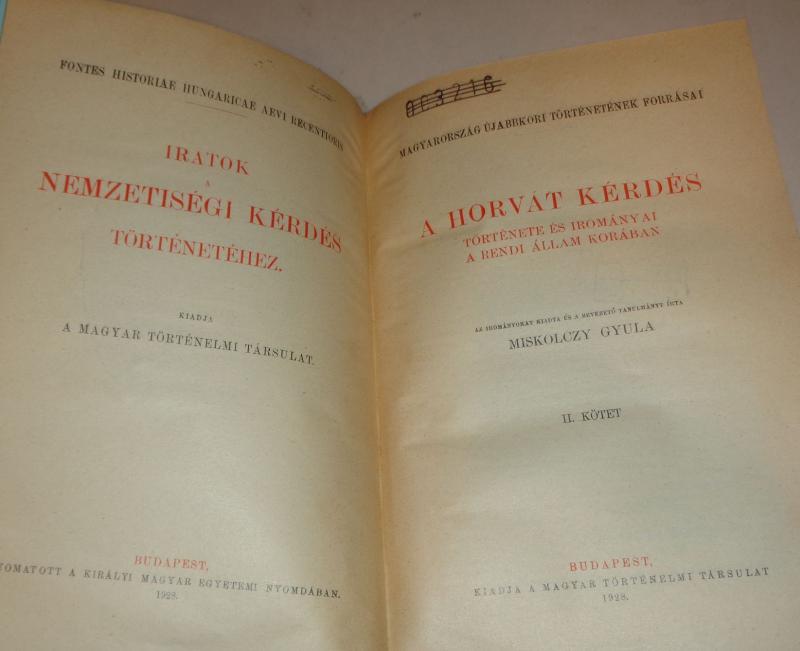 FONTES HISTORIAE HUNGARICAE AEVI RECENTIORIS
IRATOK
A
NEMZETISÉGI KÉRDÉS
TÖRTÉNETÉHEZ.
KIADJA
A MAGYAR TÖRTÉNELMI TÁRSULAT.
BUDAPEST,
YOMATOTT A KIRÁLYI MAGYAR EGYETEMI NYOMDÁBAN.
1928.
MAGYARORSZÁG ÚJABBKORI TÖRTÉNETÉNEK FORRÁSAI
A HORVÁT KÉRDÉS
TÖRTÉNETE ÉS IROMÁNYAI
A RENDI ÁLLAM KORÁBAN
AZ IROMÁNYOKAT KIADTA ÉS A BEVEZETŐ TANULMÁNYT ÍRTA
MISKOLCZY GYULA
II. KÖTET
BUDAPEST,
KIADJA A MAGYAR TÖRTÉNELMI TÁRSULAT
1928.